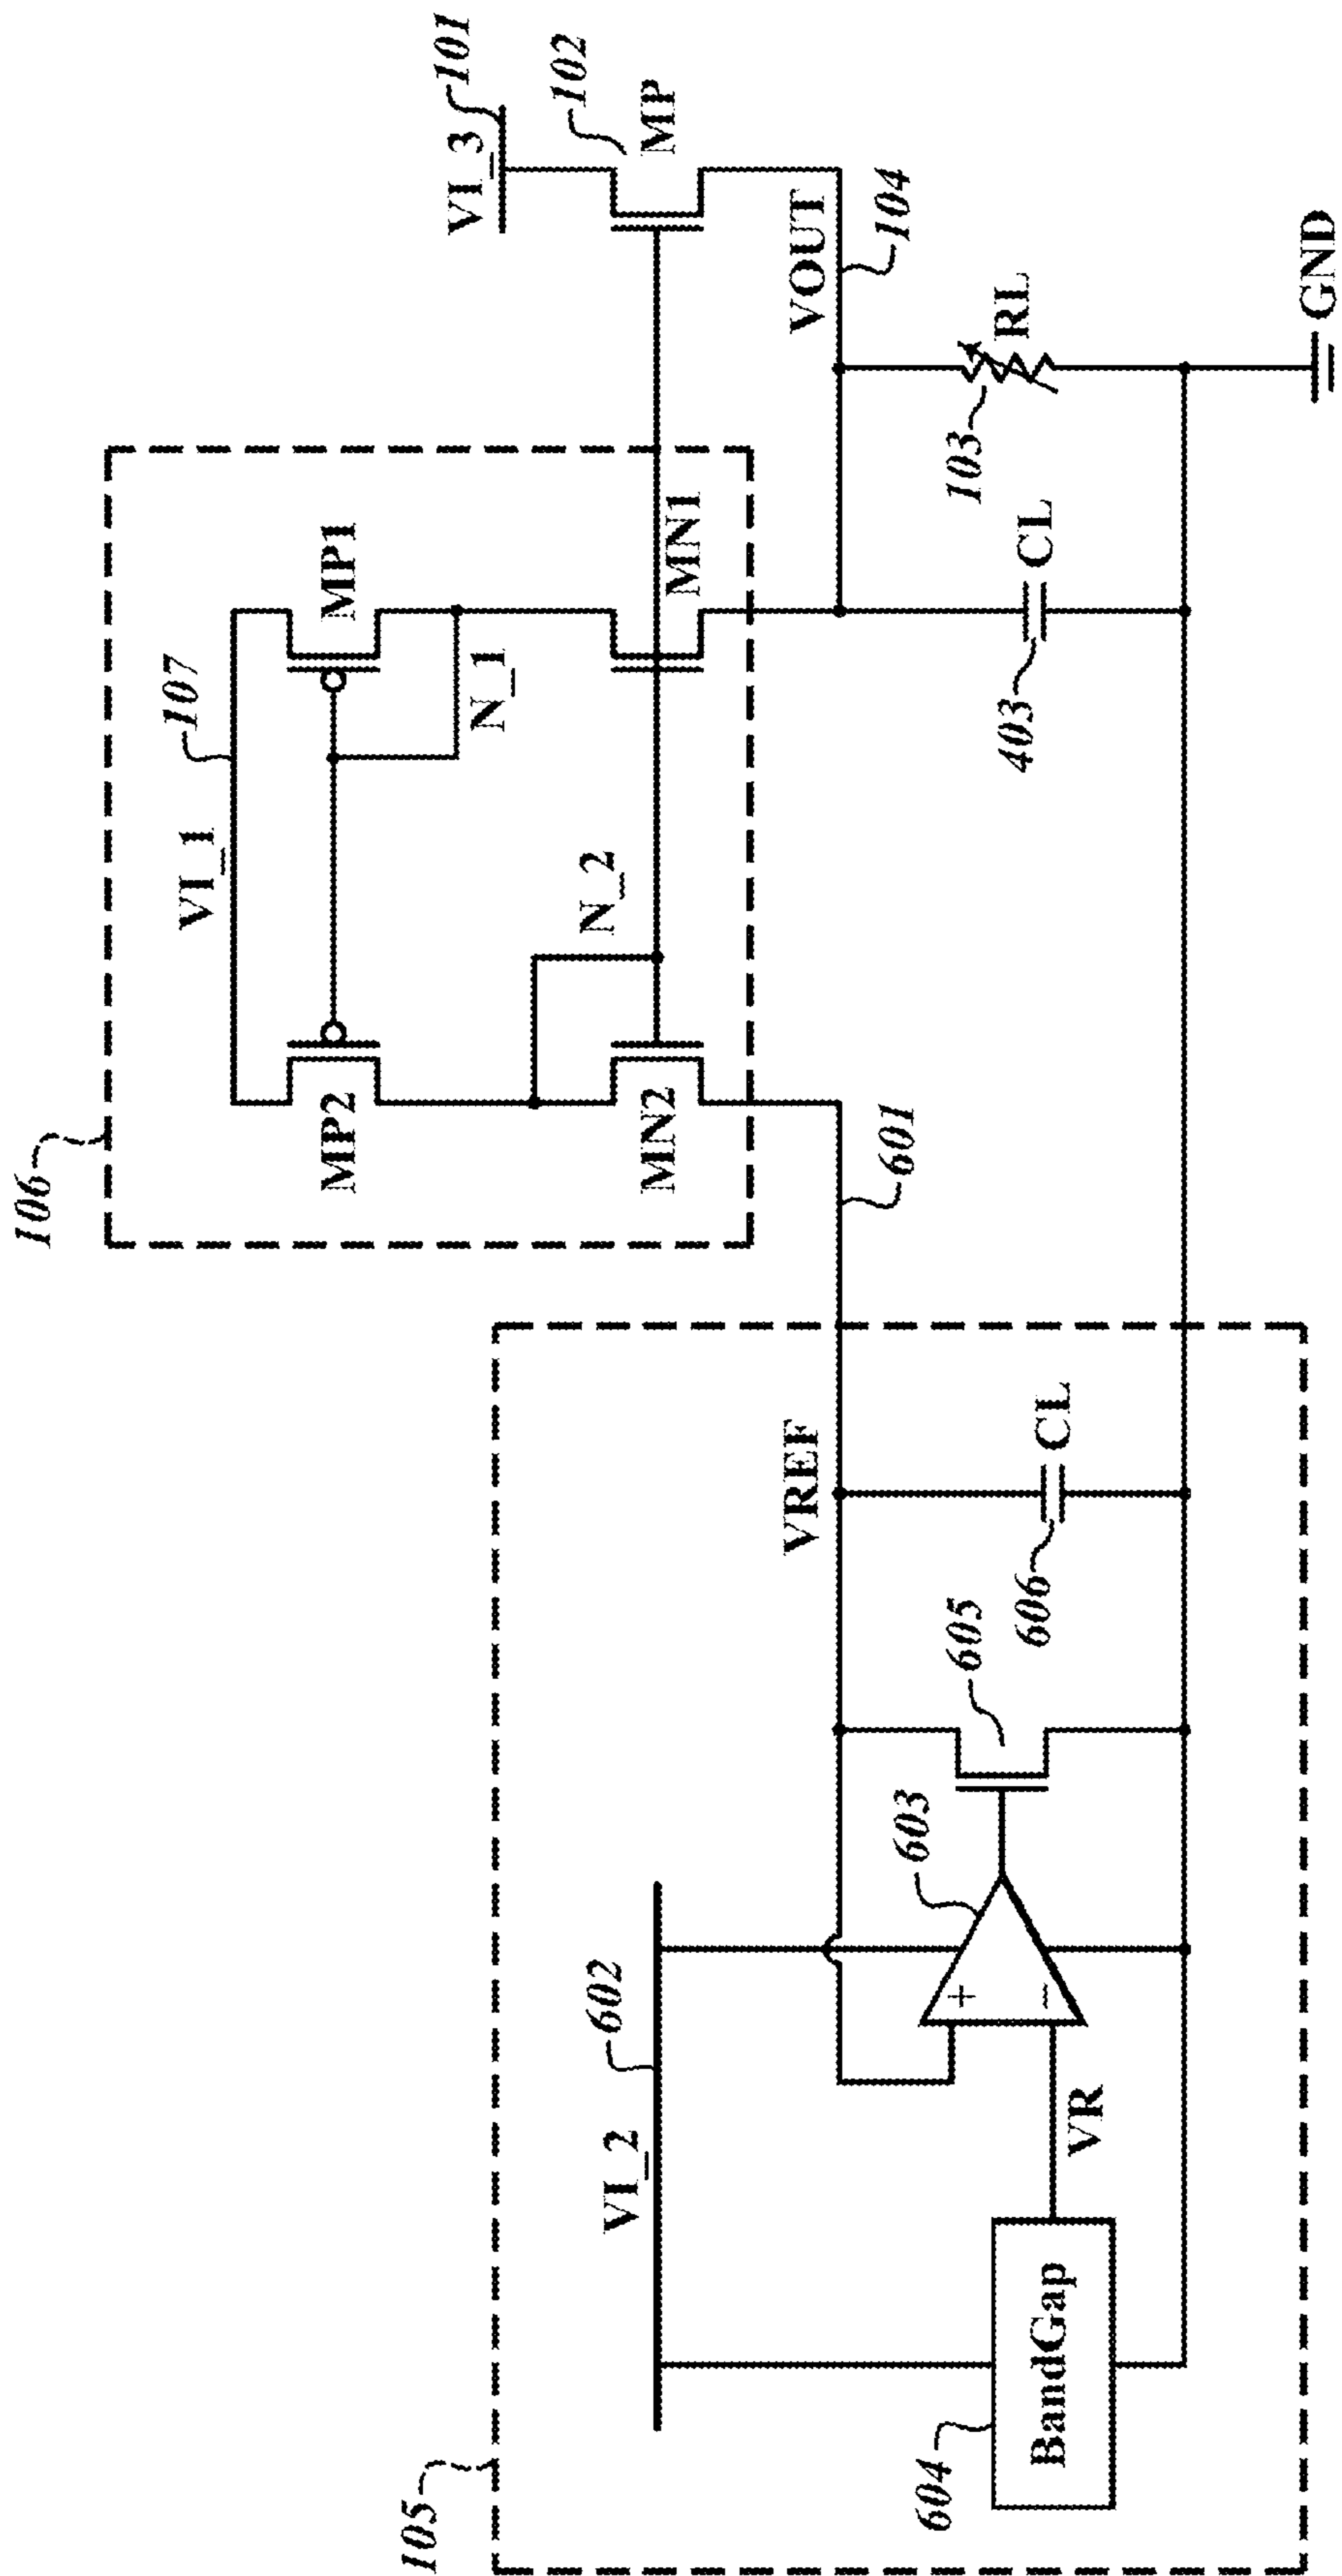 106
VI_1
107
MP2
MP1
N_1
N_2
MN2
MN1
VI_3
101
102
MP
VOUT
104
601
105
VI_2
602
VREF
603
605
606
CL
VR
604
BandGap
+
−
403
CL
103
RL
GND